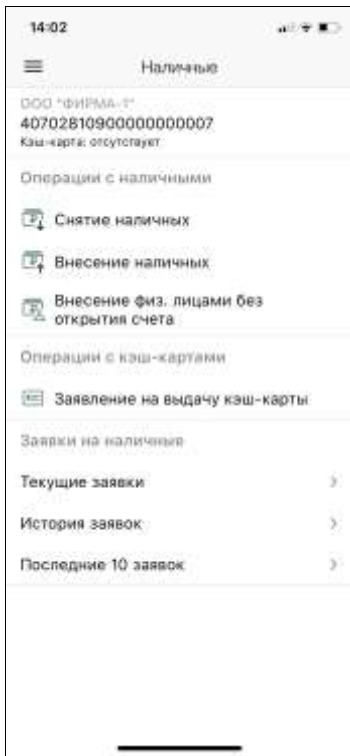 14:02
Наличные
ООО "ФИРМА-1"
40702810900000000007
Кэш-карта: отсутствует
Операции с наличными
Снятие наличных
Внесение наличных
Внесение физ. лицами без
открытия счета
Операции с кэш-картами
Заявление на выдачу кэш-карты
Заявки на наличные
Текущие заявки
История заявок
Последние 10 заявок